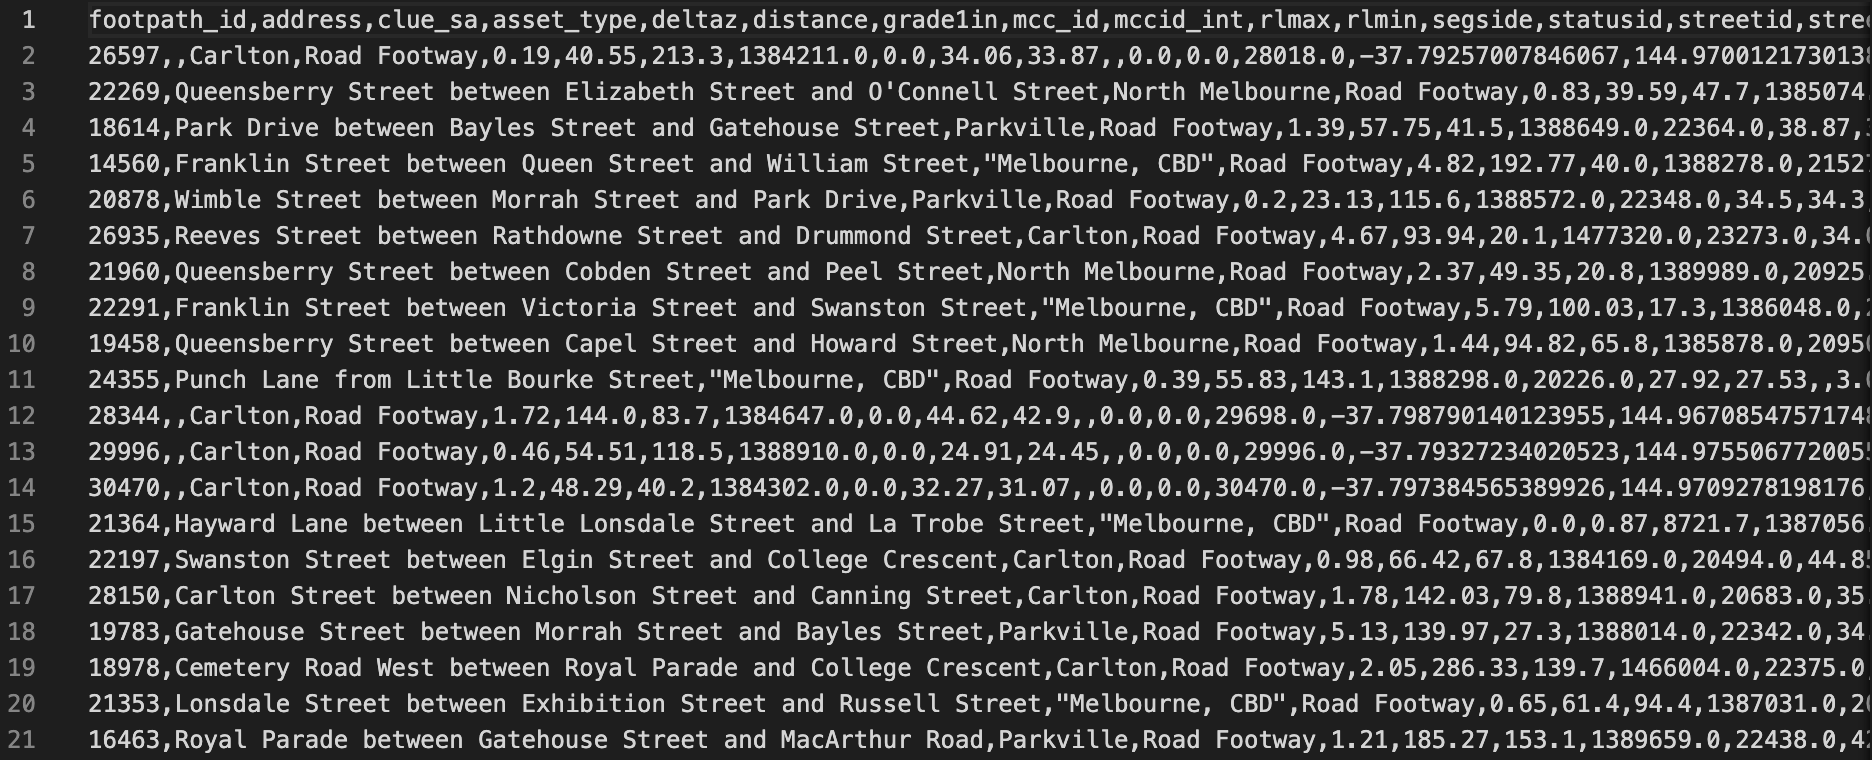 1 footpath_id,address,clue_sa,asset_type,deltaz,distance,grade1in,mcc_id,mccid_int,rlmax,rlmin,segside,statusid,streetid,stree
2 26597,,Carlton,Road Footway,0.19,40.55,213.3,1384211.0,0.0,34.06,33.87,,0.0,0.0,28018.0,-37.79257007846067,144.970012173013
3 22269,Queensberry Street between Elizabeth Street and O'Connell Street,North Melbourne,Road Footway,0.83,39.59,47.7,1385074
4 18614,Park Drive between Bayles Street and Gatehouse Street,Parkville,Road Footway,1.39,57.75,41.5,1388649.0,22364.0,38.87,
5 14560,Franklin Street between Queen Street and William Street,"Melbourne, CBD",Road Footway,4.82,192.77,40.0,1388278.0,2152
6 20878,Wimble Street between Morrah Street and Park Drive,Parkville,Road Footway,0.2,23.13,115.6,1388572.0,22348.0,34.5,34.3
7 26935,Reeves Street between Rathdowne Street and Drummond Street,Carlton,Road Footway,4.67,93.94,20.1,1477320.0,23273.0,34.
8 21960,Queensberry Street between Cobden Street and Peel Street,North Melbourne,Road Footway,2.37,49.35,20.8,1389989.0,20925
9 22291,Franklin Street between Victoria Street and Swanston Street,"Melbourne, CBD",Road Footway,5.79,100.03,17.3,1386048.0,
10 19458,Queensberry Street between Capel Street and Howard Street,North Melbourne,Road Footway,1.44,94.82,65.8,1385878.0,2095
11 24355,Punch Lane from Little Bourke Street,"Melbourne, CBD",Road Footway,0.39,55.83,143.1,1388298.0,20226.0,27.92,27.53,,3.
12 28344,,Carlton,Road Footway,1.72,144.0,83.7,1384647.0,0.0,44.62,42.9,,0.0,0.0,29698.0,-37.798790140123955,144.9670854757174
13 29996,,Carlton,Road Footway,0.46,54.51,118.5,1388910.0,0.0,24.91,24.45,,0.0,0.0,29996.0,-37.79327234020523,144.975506772005
14 30470,,Carlton,Road Footway,1.2,48.29,40.2,1384302.0,0.0,32.27,31.07,,0.0,0.0,30470.0,-37.797384565389926,144.9709278198176
15 21364,Hayward Lane between Little Lonsdale Street and La Trobe Street,"Melbourne, CBD",Road Footway,0.0,0.87,8721.7,1387056
16 22197,Swanston Street between Elgin Street and College Crescent,Carlton,Road Footway,0.98,66.42,67.8,1384169.0,20494.0,44.8
17 28150,Carlton Street between Nicholson Street and Canning Street,Carlton,Road Footway,1.78,142.03,79.8,1388941.0,20683.0,35
18 19783,Gatehouse Street between Morrah Street and Bayles Street,Parkville,Road Footway,5.13,139.97,27.3,1388014.0,22342.0,34
19 18978,Cemetery Road West between Royal Parade and College Crescent,Carlton,Road Footway,2.05,286.33,139.7,1466004.0,22375.0
20 21353,Lonsdale Street between Exhibition Street and Russell Street,"Melbourne, CBD",Road Footway,0.65,61.4,94.4,1387031.0,2
21 16463,Royal Parade between Gatehouse Street and MacArthur Road,Parkville,Road Footway,1.21,185.27,153.1,1389659.0,22438.0,4